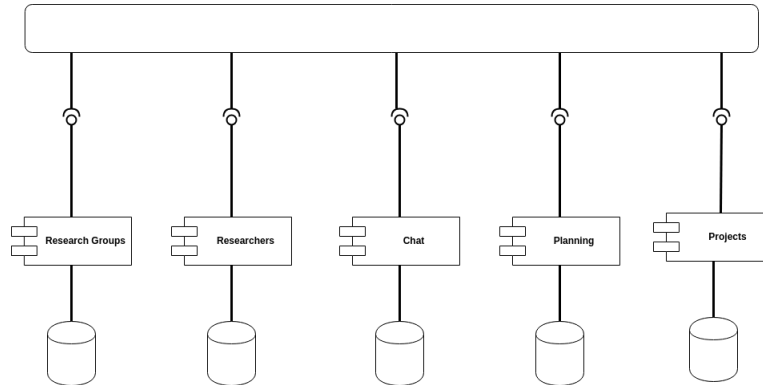 Research Groups
Researchers
Chat
Planning
Projects